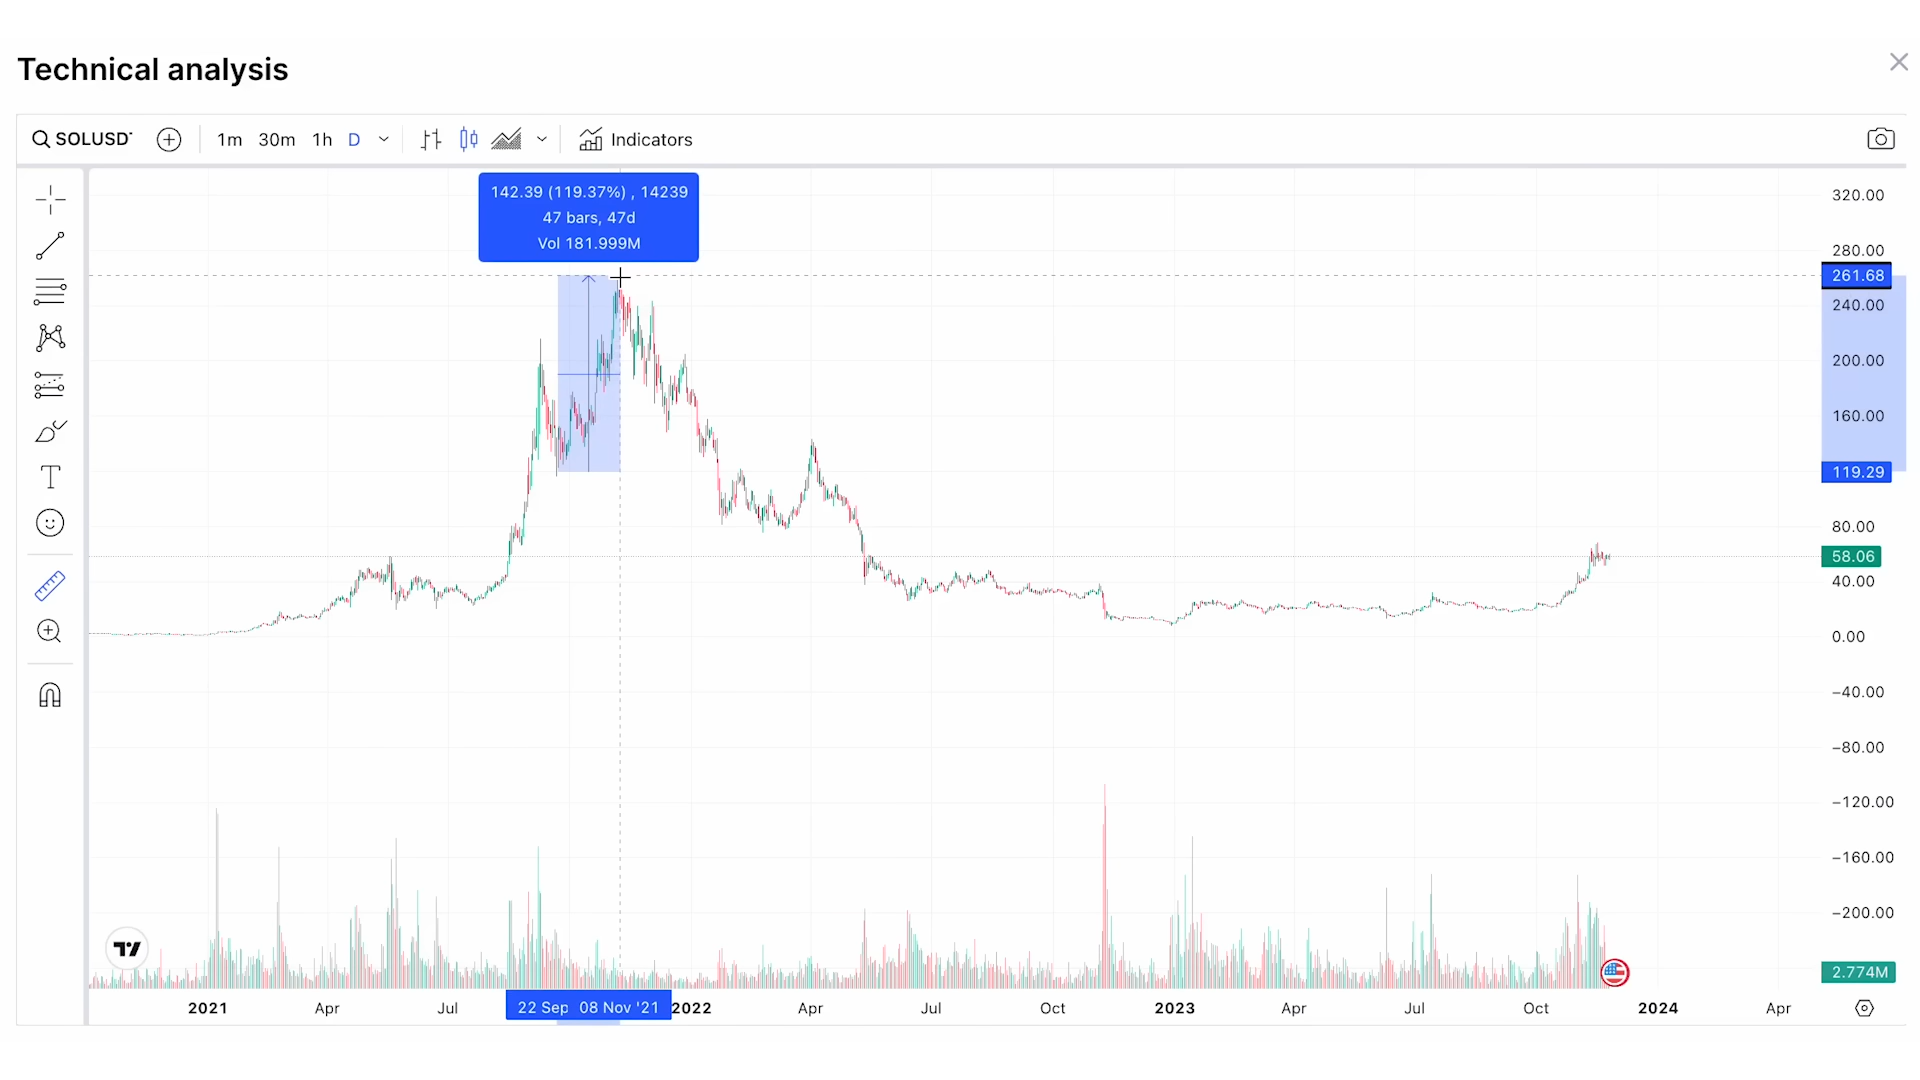 Technical analysis
SOLUSD
1m 30m 1h D Indicators
142.39 (119.37%) , 14239
47 bars, 47d
Vol 181.999M
320.00
280.00
261.68
240.00
200.00
160.00
119.29
80.00
58.06
40.00
0.00
−40.00
−80.00
−120.00
−160.00
−200.00
2.774M
2021 Apr Jul 22 Sep 08 Nov '21 2022 Apr Jul Oct 2023 Apr Jul Oct 2024 Apr